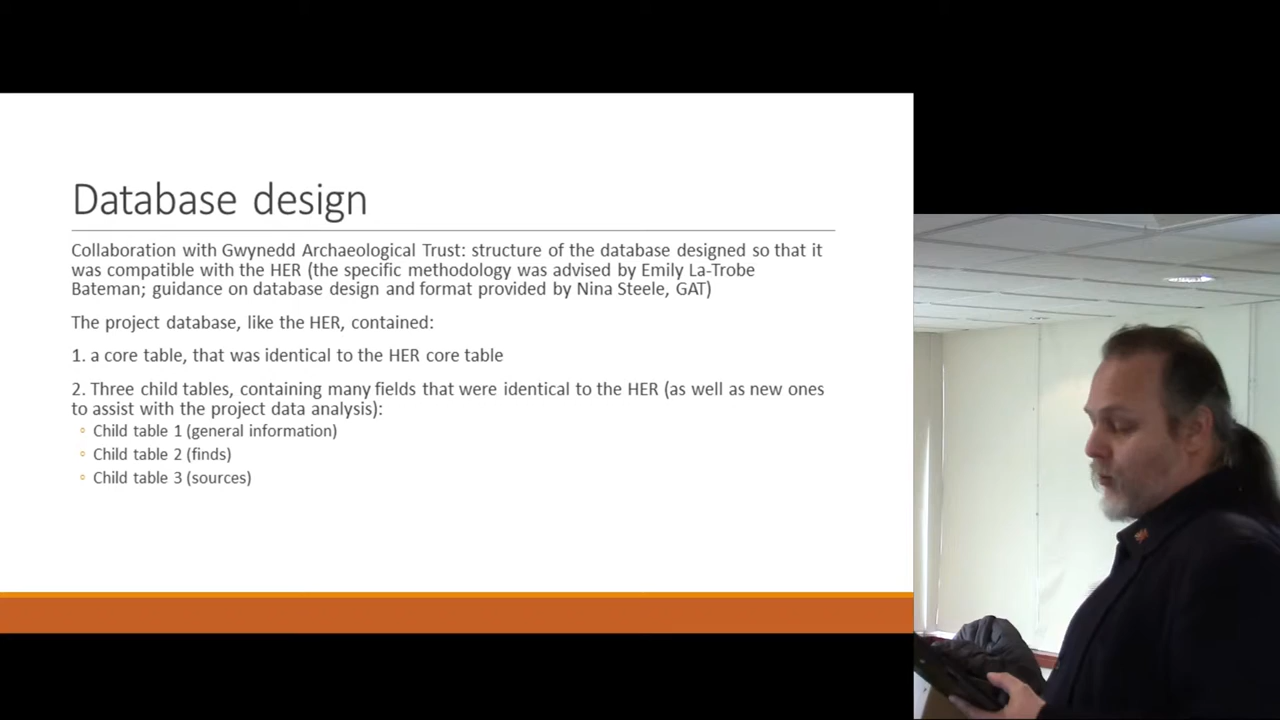 Database design
Collaboration with Gwynedd Archaeological Trust: structure of the database designed so that it
was compatible with the HER (the specific methodology was advised by Emily La-Trobe
Bateman; guidance on database design and format provided by Nina Steele, GAT)
The project database, like the HER, contained:
1. a core table, that was identical to the HER core table
2. Three child tables, containing many fields that were identical to the HER (as well as new ones
to assist with the project data analysis):
◦ Child table 1 (general information)
◦ Child table 2 (finds)
◦ Child table 3 (sources)